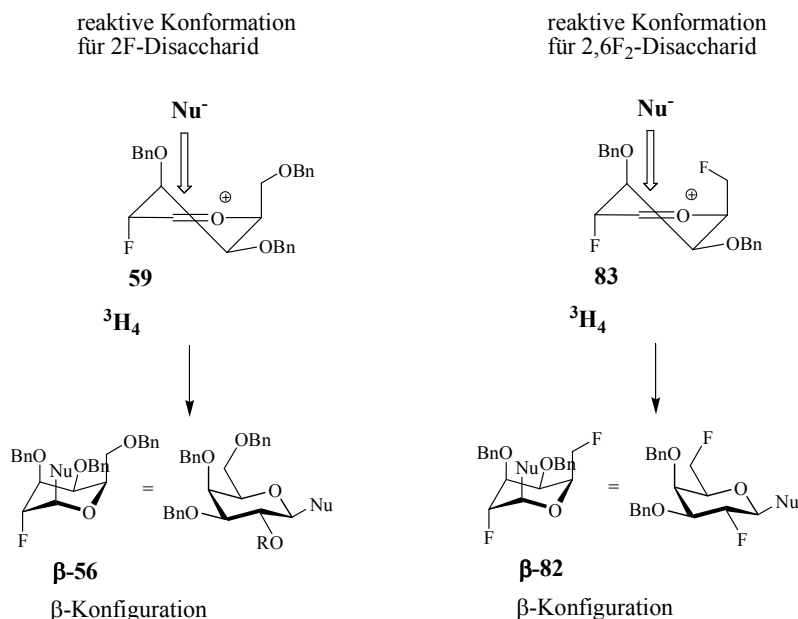 reaktive Konformation
für 2F-Disaccharid
Nu⁻
BnO
OBn
⊕
O
F
OBn
59
³H₄
BnO
Nu
OBn
OBn
O
F
=
OBn
BnO
O
BnO
Nu
RO
β-56
β-Konfiguration
reaktive Konformation
für 2,6F₂-Disaccharid
Nu⁻
BnO
F
⊕
O
F
OBn
83
³H₄
BnO
Nu
F
OBn
O
F
=
F
BnO
O
BnO
Nu
F
β-82
β-Konfiguration